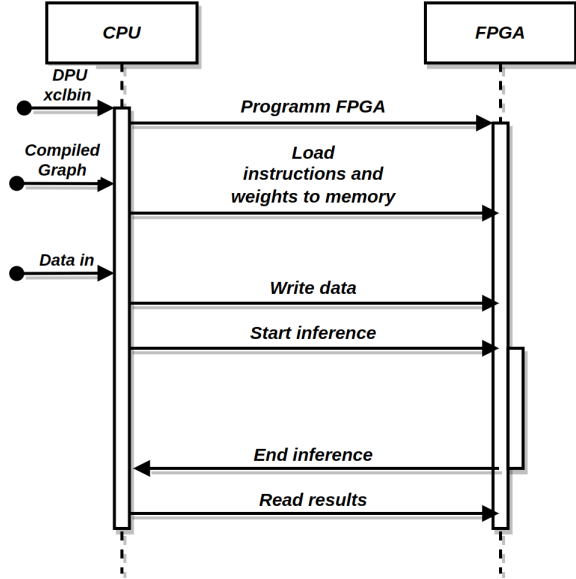 CPU
FPGA
DPU
xclbin
Programm FPGA
Compiled
Graph
Load
instructions and
weights to memory
Data in
Write data
Start inference
End inference
Read results